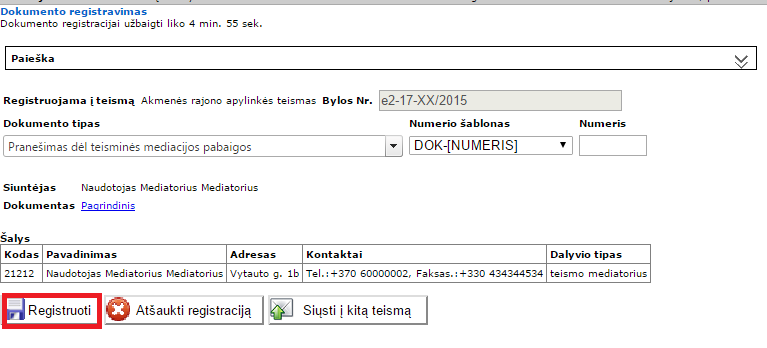 Dokumento registravimas
Dokumento registracijai užbaigti liko 4 min. 55 sek.
Paieška
Registruojama į teismą Akmenės rajono apylinkės teismas Bylos Nr. e2-17-XX/2015
Dokumento tipas Numerio šablonas Numeris
Pranešimas dėl teisminės mediacijos pabaigos DOK-[NUMERIS]
Siuntėjas Naudotojas Mediatorius Mediatorius
Dokumentas Pagrindinis
Šalys
Kodas Pavadinimas Adresas Kontaktai Dalyvio tipas
21212 Naudotojas Mediatorius Mediatorius Vytauto g. 1b Tel.:+370 60000002, Faksas.:+330 434344534 teismo mediatorius
Registruoti Atšaukti registraciją Siųsti į kitą teismą